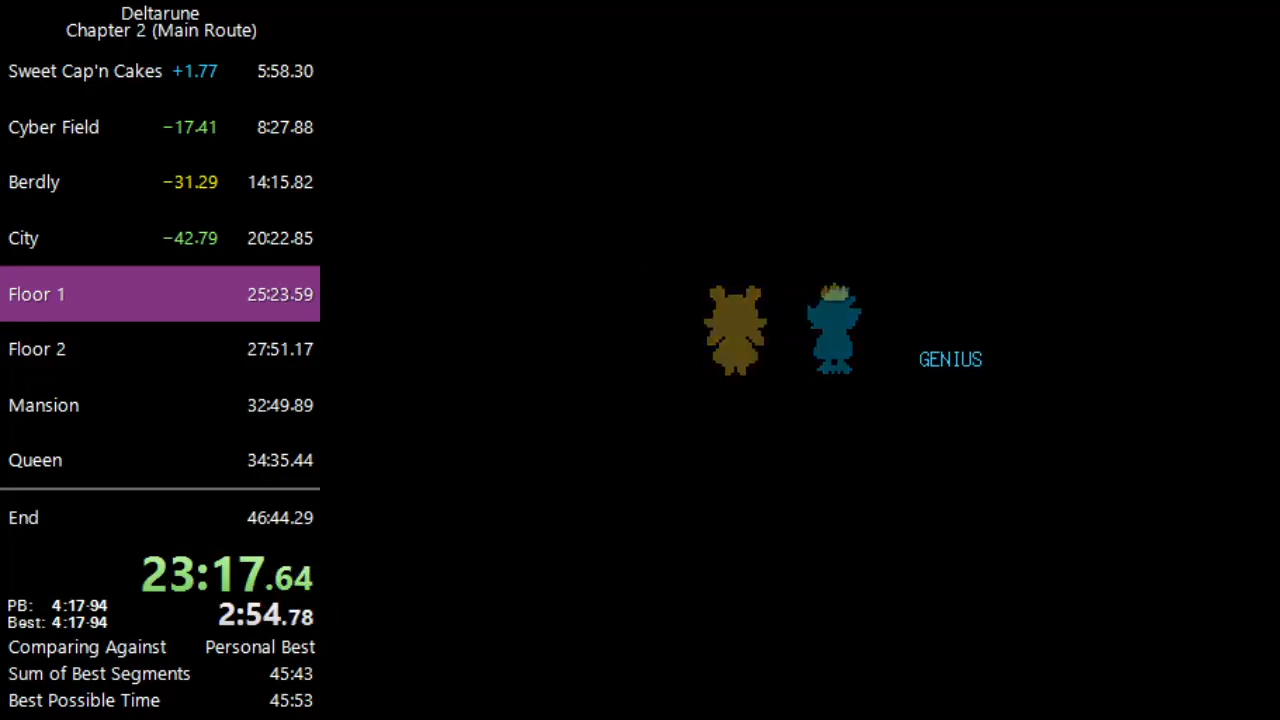 Deltarune
Chapter 2 (Main Route)
Sweet Cap'n Cakes +1.77 5:58.30
Cyber Field −17.41 8:27.88
Berdly −31.29 14:15.82
City −42.79 20:22.85
Floor 1 25:23.59
Floor 2 27:51.17
Mansion 32:49.89
Queen 34:35.44
End 46:44.29
23:17.64
PB: 4:17.94
Best: 4:17.94
2:54.78
Comparing Against Personal Best
Sum of Best Segments 45:43
Best Possible Time 45:53
GENIUS